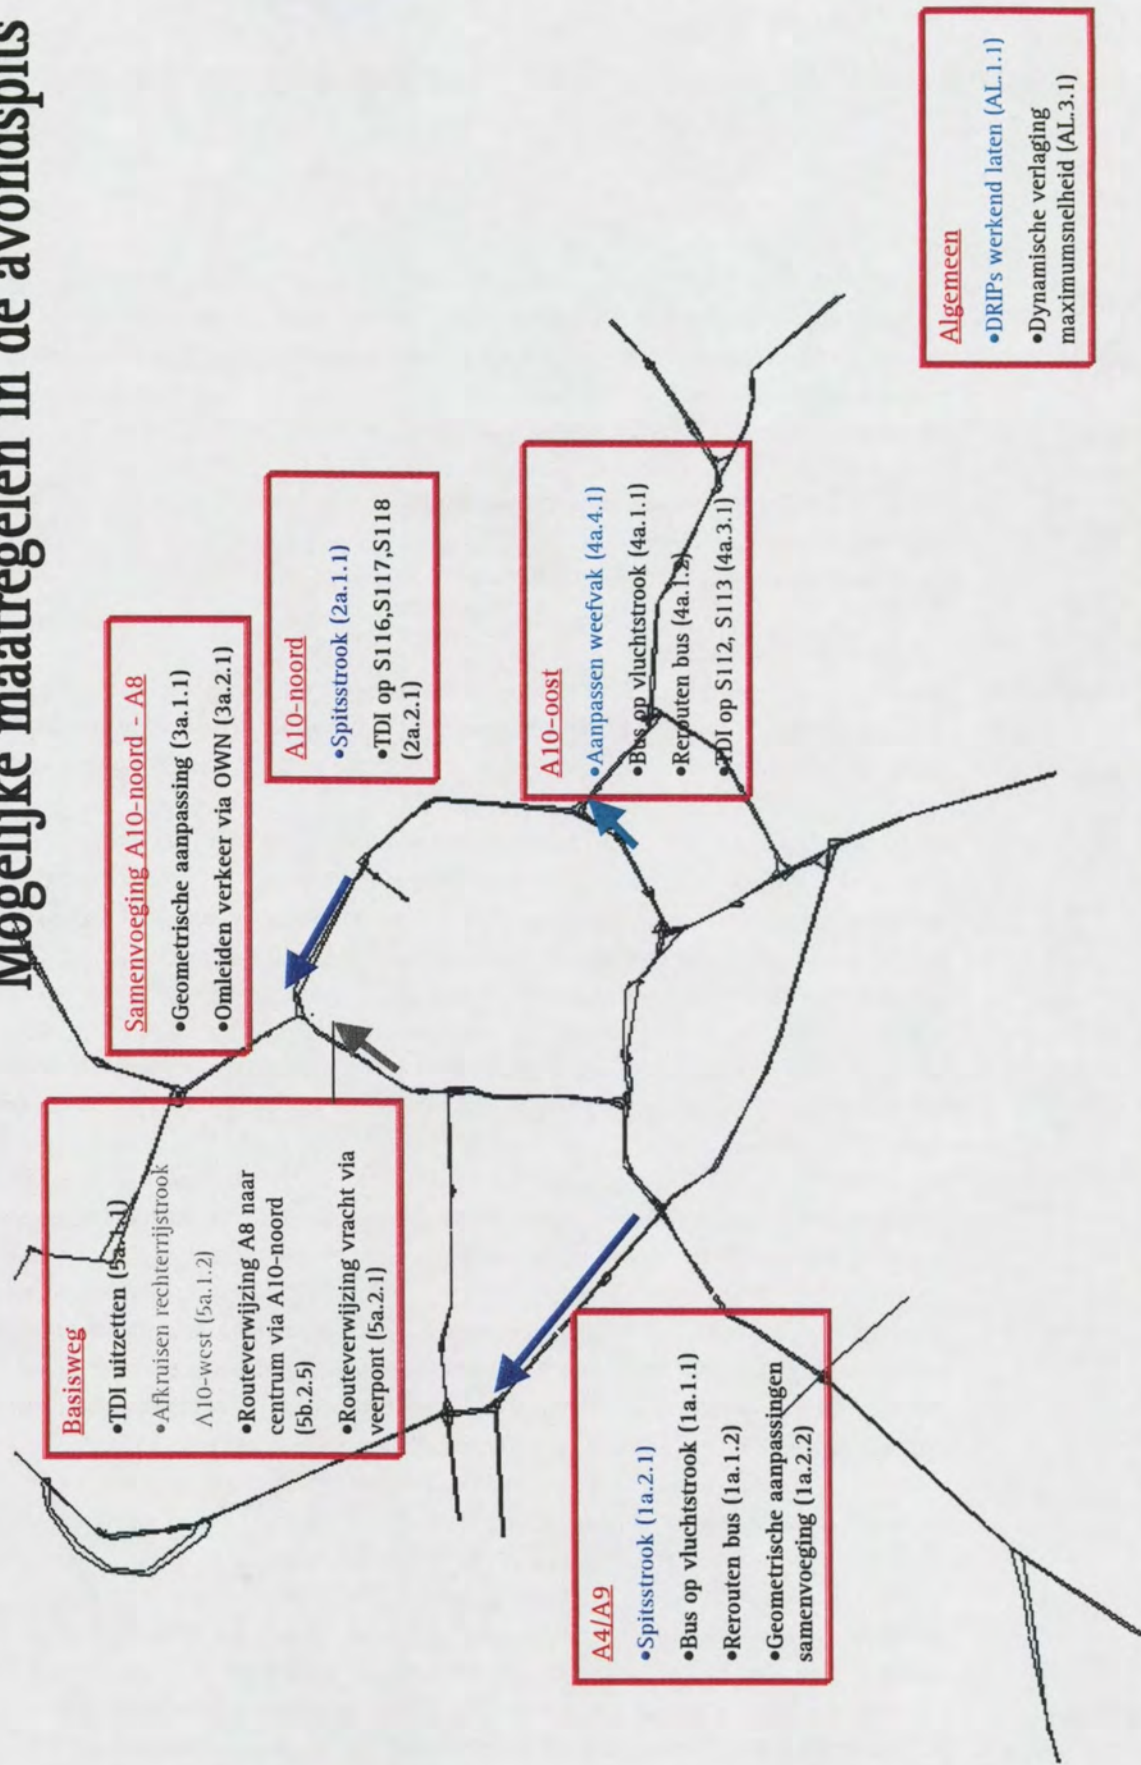 Mogelijke maatregelen in de avondspits
Basisweg
•TDI uitzetten (5a.1.1)
•Afkruisen rechterrijstrook
A10-west (5a.1.2)
•Routeverwijzing A8 naar
centrum via A10-noord
(5b.2.5)
•Routeverwijzing vracht via
veerpont (5a.2.1)
Samenvoeging A10-noord - A8
•Geometrische aanpassing (3a.1.1)
•Omleiden verkeer via OWN (3a.2.1)
A10-noord
•Spitsstrook (2a.1.1)
•TDI op S116,S117,S118
(2a.2.1)
A10-oost
•Aanpassen weefvak (4a.4.1)
•Bus op vluchtstrook (4a.1.1)
•Rerouten bus (4a.1.2)
•TDI op S112, S113 (4a.3.1)
A4/A9
•Spitsstrook (1a.2.1)
•Bus op vluchtstrook (1a.1.1)
•Rerouten bus (1a.1.2)
•Geometrische aanpassingen
samenvoeging (1a.2.2)
Algemeen
•DRIPs werkend laten (AL.1.1)
•Dynamische verlaging
maximumsnelheid (AL.3.1)